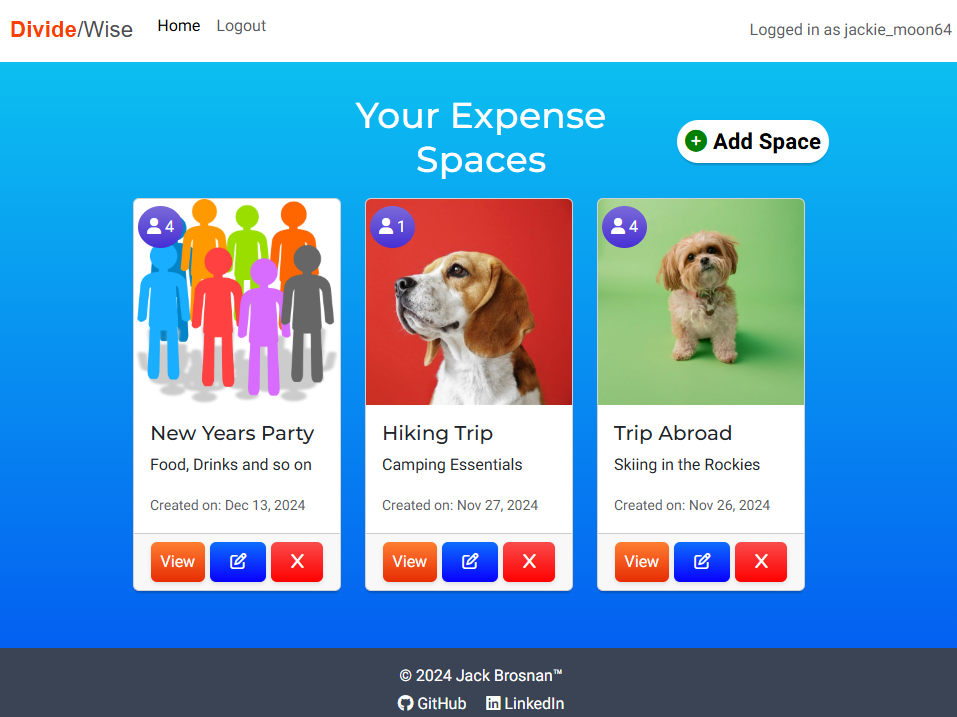 Divide/Wise
Home
Logout
Logged in as jackie_moon64
Your Expense
Spaces
Add Space
4
1
4
New Years Party
Food, Drinks and so on
Created on: Dec 13, 2024
View
X
Hiking Trip
Camping Essentials
Created on: Nov 27, 2024
View
X
Trip Abroad
Skiing in the Rockies
Created on: Nov 26, 2024
View
X
© 2024 Jack Brosnan™
GitHub
LinkedIn